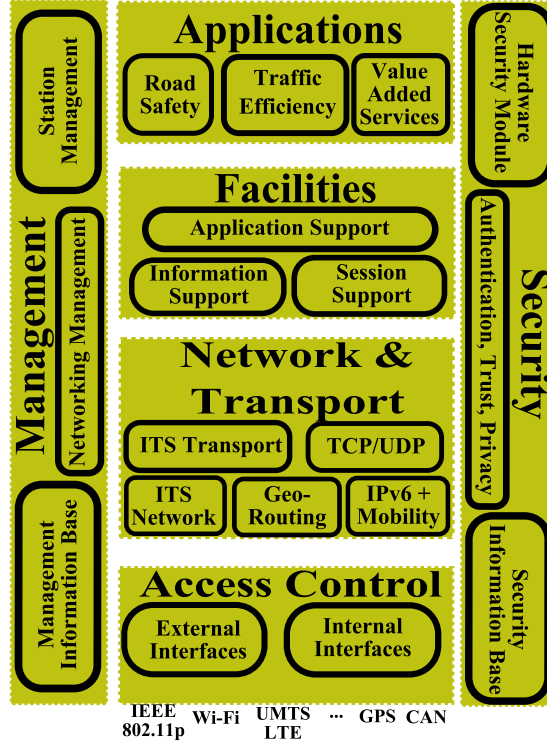 Applications
Road
Safety
Traffic
Efficiency
Value
Added
Services
Facilities
Application Support
Information
Support
Session
Support
Network &
Transport
ITS Transport
TCP/UDP
ITS
Network
Geo-
Routing
IPv6 +
Mobility
Access Control
External
Interfaces
Internal
Interfaces
IEEE
802.11p
Wi-Fi
UMTS
LTE
...
GPS
CAN
Management
Station
Management
Networking Management
Management
Information Base
Security
Hardware
Security Module
Authentication, Trust, Privacy
Security
Information Base